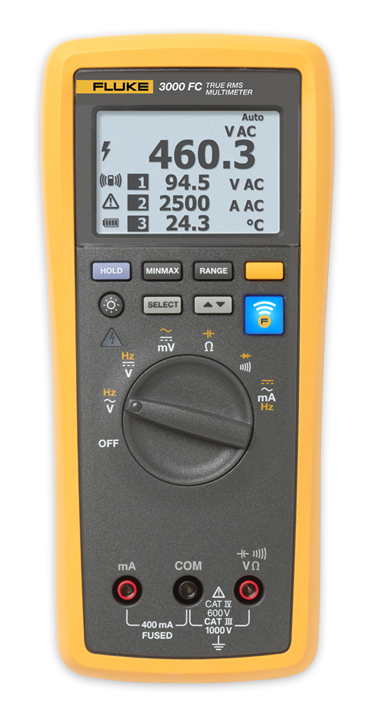 FLUKE 3000 FC TRUE RMS
MULTIMETER
Auto
V AC
460.3
1 94.5 V AC
2 2500 A AC
3 24.3 °C
HOLD MINMAX RANGE
SELECT
F
mV
Ω
Hz
V
mA
Hz
Hz
V
OFF
mA COM VΩ
400 mA
FUSED
CAT IV
600V
CAT III
1000V